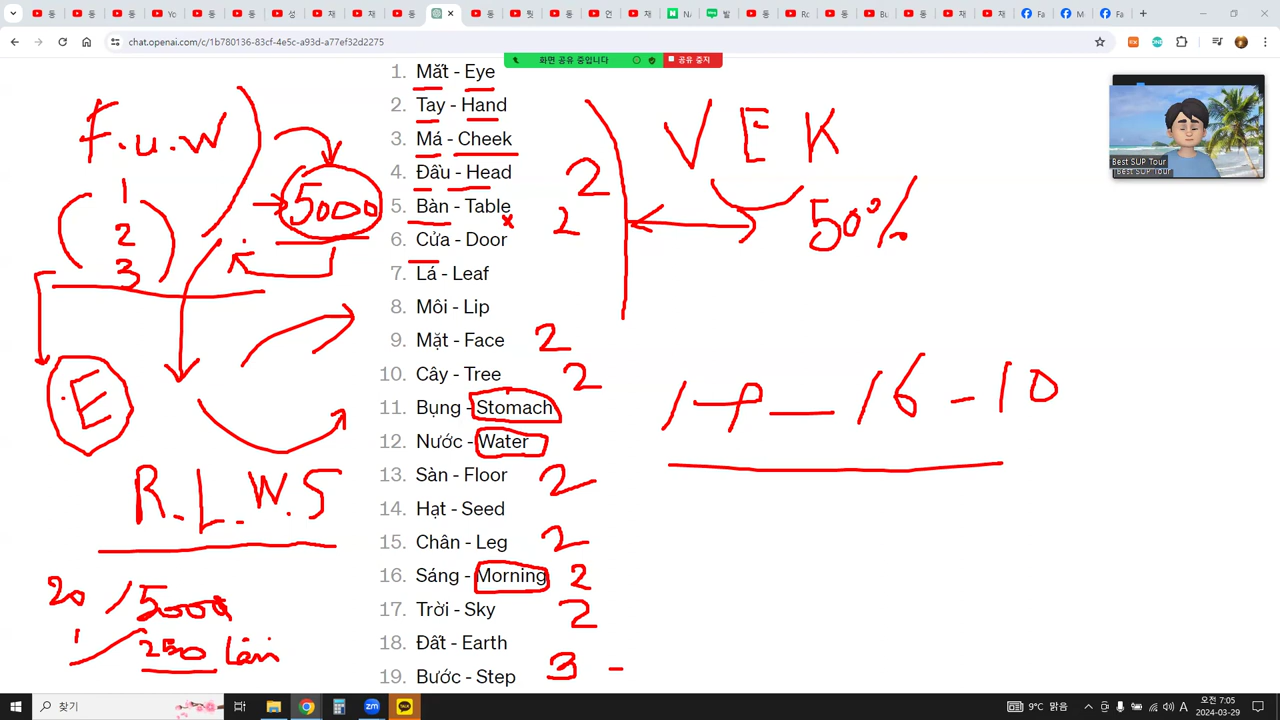 chat.openai.com/c/1b780136-83cf-4e5c-a93d-a77ef32d2275
화면 공유 중입니다
공유 중지
Best SUP Tour
Best SUP Tour
1. Mắt - Eye
2. Tay - Hand
3. Má - Cheek
4. Đầu - Head
5. Bàn - Table
6. Cửa - Door
7. Lá - Leaf
8. Môi - Lip
9. Mặt - Face
10. Cây - Tree
11. Bụng - Stomach
12. Nước - Water
13. Sàn - Floor
14. Hạt - Seed
15. Chân - Leg
16. Sáng - Morning
17. Trời - Sky
18. Đất - Earth
19. Bước - Step
F.u.W
1
2
3
5000
E
R.L.W.S
20 / 5000
1 / 250 lần
2
2
2
2
2
2
2
2
3 -
V E K
50%
16 - 10
찾기
9°C 맑음
A
오전 7:05
2024-03-29